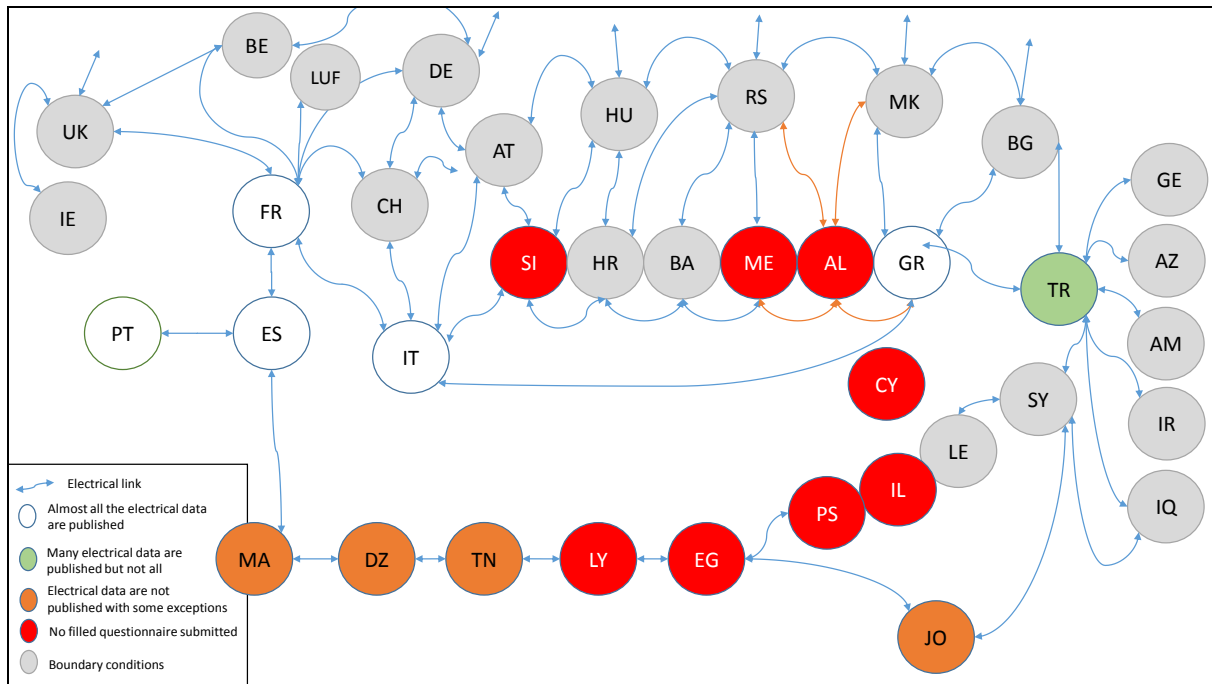 BE
LUF
DE
UK
HU
RS
MK
AT
BG
IE
FR
CH
GE
SI
HR
BA
ME
AL
GR
AZ
TR
PT
ES
IT
AM
CY
SY
IR
LE
IL
PS
IQ
MA
DZ
TN
LY
EG
JO
Electrical link
Almost all the electrical data
are published
Many electrical data are
published but not all
Electrical data are not
published with some exceptions
No filled questionnaire submitted
Boundary conditions